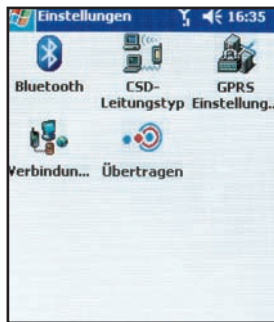 Einstellungen 16:35
Bluetooth CSD- GPRS
Leitungstyp Einstellung..
Verbindun... Übertragen